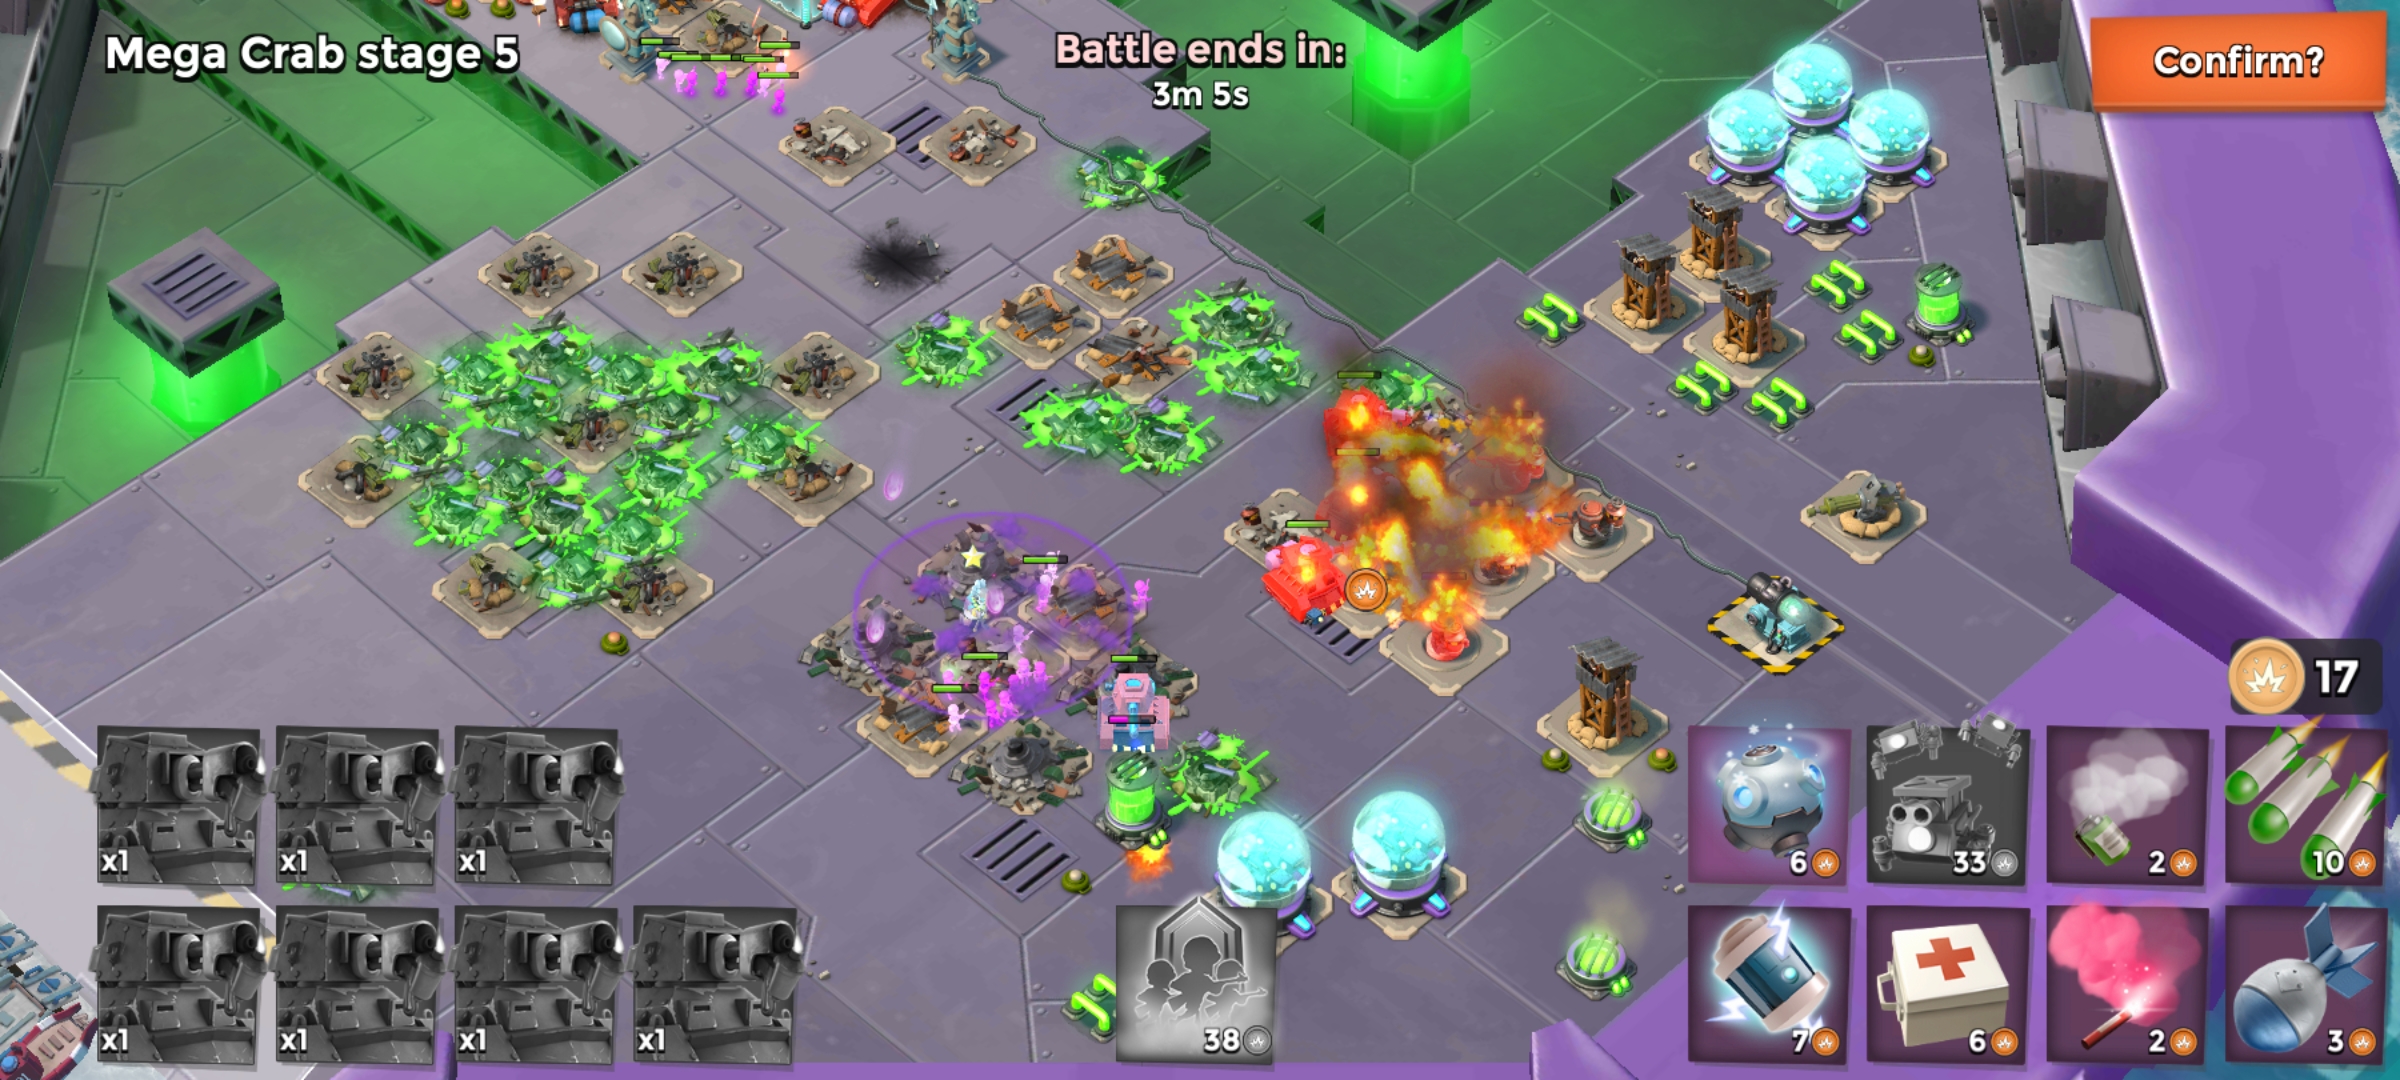 Mega Crab stage 5
Battle ends in:
3m 5s
Confirm?
17
x1
x1
x1
6
33
2
10
x1
x1
x1
x1
38
7
6
2
3